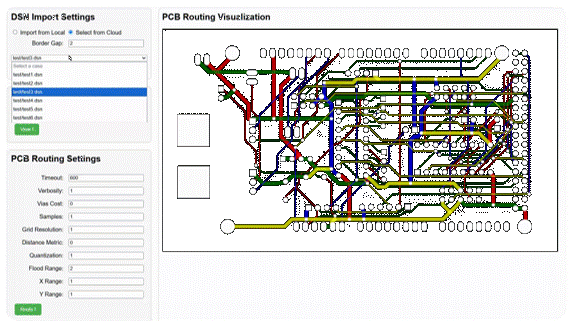 DSN Import Settings
Import from Local Select from Cloud
Border Gap: 2
test/test3.dsn
Select a case
test/test1.dsn
test/test2.dsn
test/test3.dsn
test/test4.dsn
test/test5.dsn
test/test6.dsn
View !
PCB Routing Settings
Timeout: 600
Verbosity: 1
Vias Cost: 0
Samples: 1
Grid Resolution: 1
Distance Metric: 0
Quantization: 1
Flood Range: 2
X Range: 1
Y Range: 1
PCB Routing Visualization